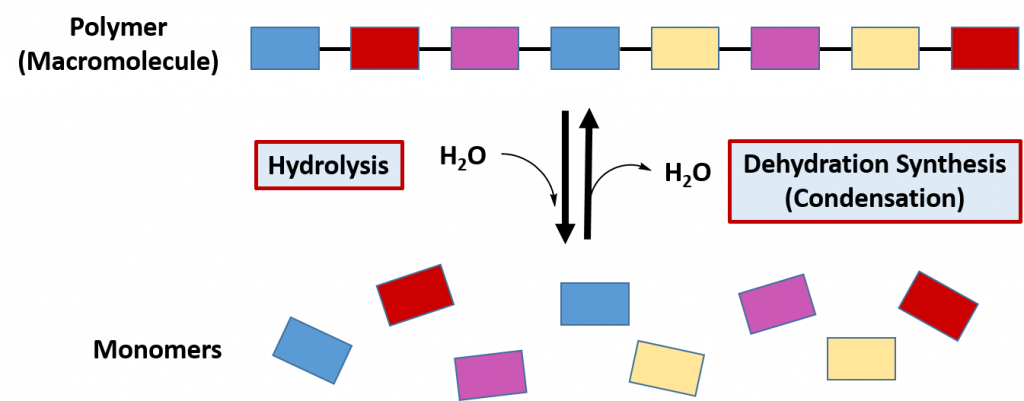 Polymer
(Macromolecule)
Hydrolysis
H₂O
H₂O
Dehydration Synthesis
(Condensation)
Monomers